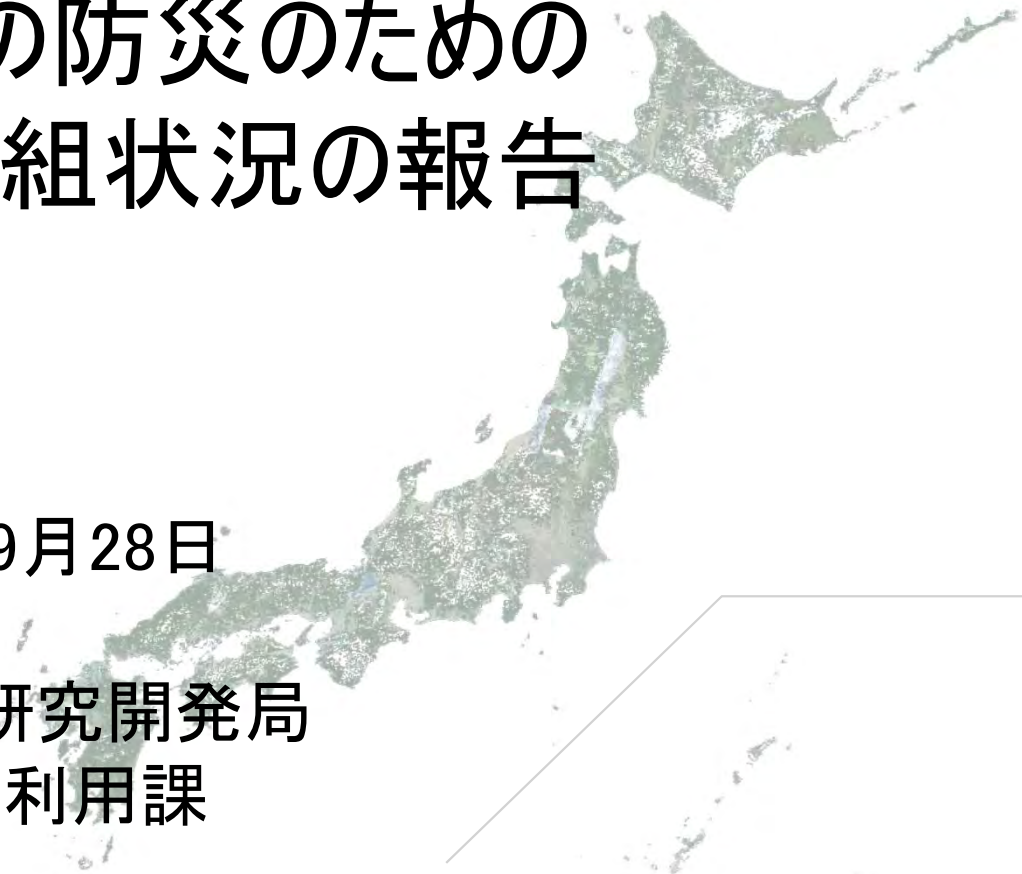 の防災のための
組状況の報告
9月28日
研究開発局
利用課